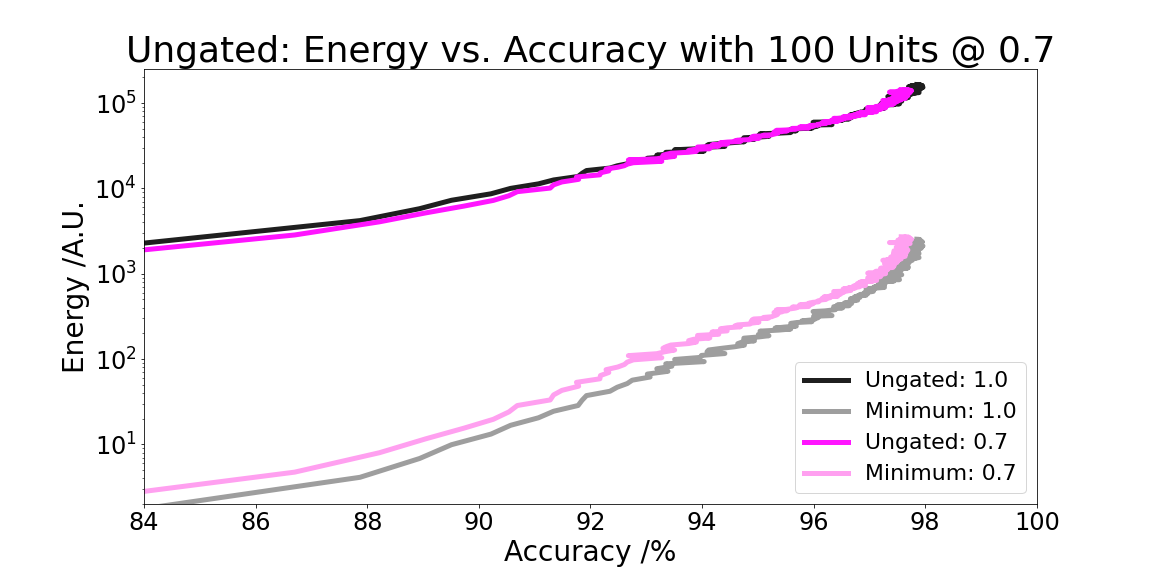 Ungated: Energy vs. Accuracy with 100 Units @ 0.7
10^5
10^4
10^3
10^2
10^1
Energy /A.U.
Ungated: 1.0
Minimum: 1.0
Ungated: 0.7
Minimum: 0.7
84 86 88 90 92 94 96 98 100
Accuracy /%